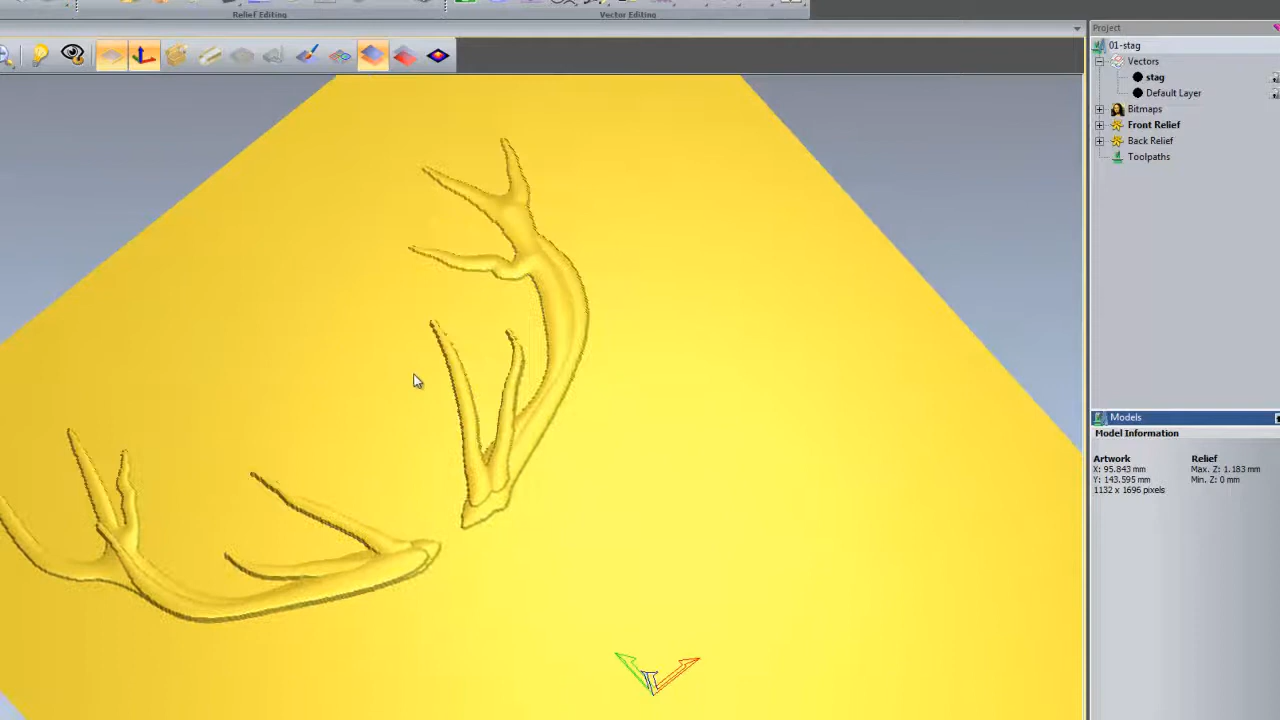 Relief Editing
Vector Editing
Project
01-stag
Vectors
stag
Default Layer
Bitmaps
Front Relief
Back Relief
Toolpaths
Models
Model Information
Artwork
X: 95.843 mm
Y: 143.595 mm
1132 x 1696 pixels
Relief
Max. Z: 1.183 mm
Min. Z: 0 mm